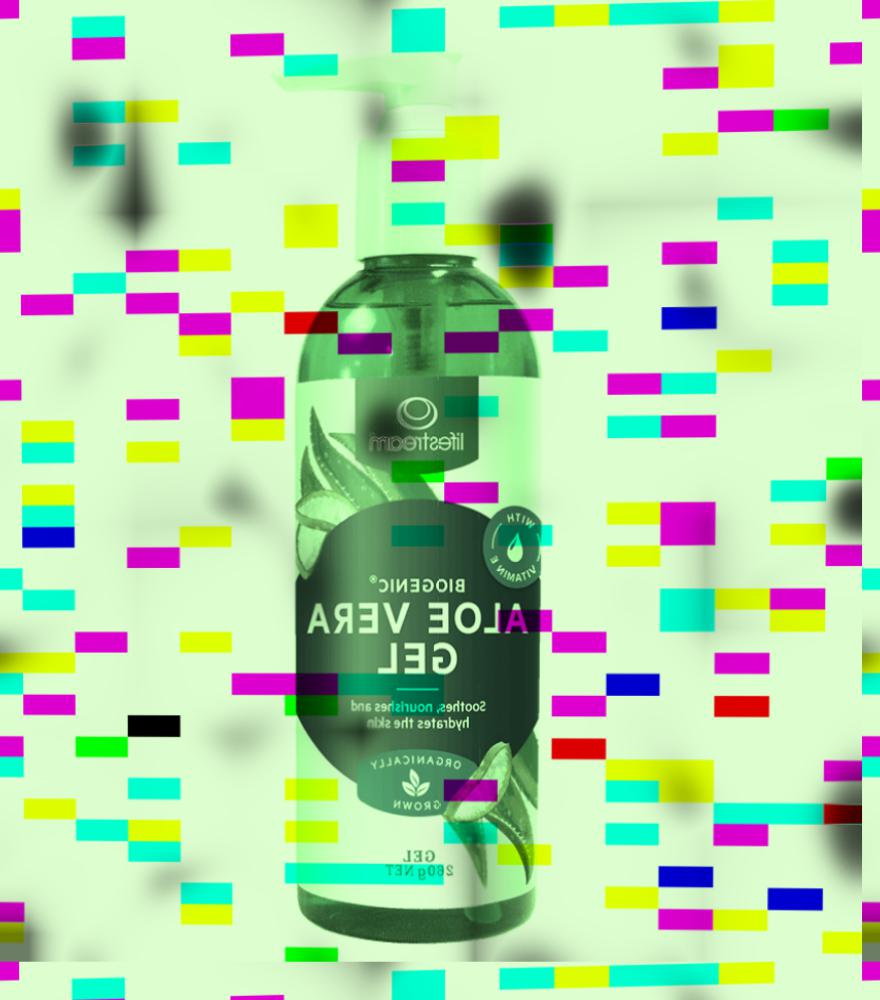 lifestream
WITH
VITAMIN E
BIOGENIC®
ALOE VERA
GEL
Soothes, nourishes and
hydrates the skin
ORGANICALLY
GROWN
GEL
260g NET